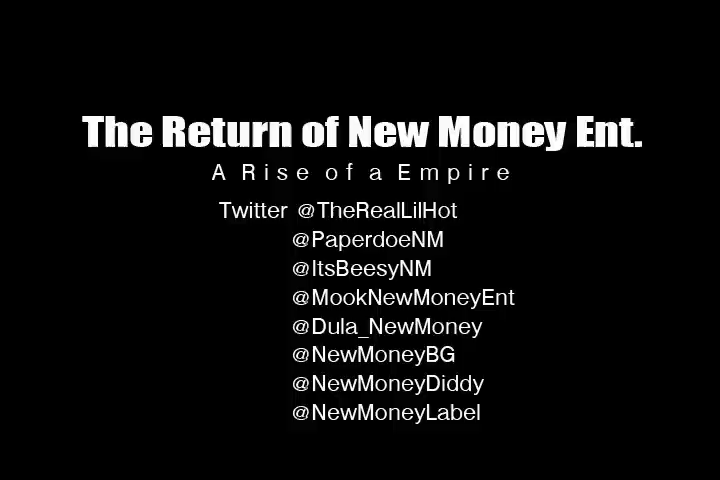 The Return of New Money Ent.
A Rise of a Empire
Twitter @TheRealLilHot
@PaperdoeNM
@ItsBeesyNM
@MookNewMoneyEnt
@Dula_NewMoney
@NewMoneyBG
@NewMoneyDiddy
@NewMoneyLabel